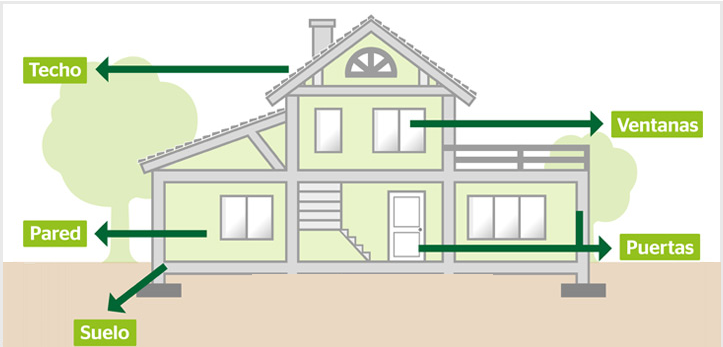 Techo
Ventanas
Pared
Puertas
Suelo